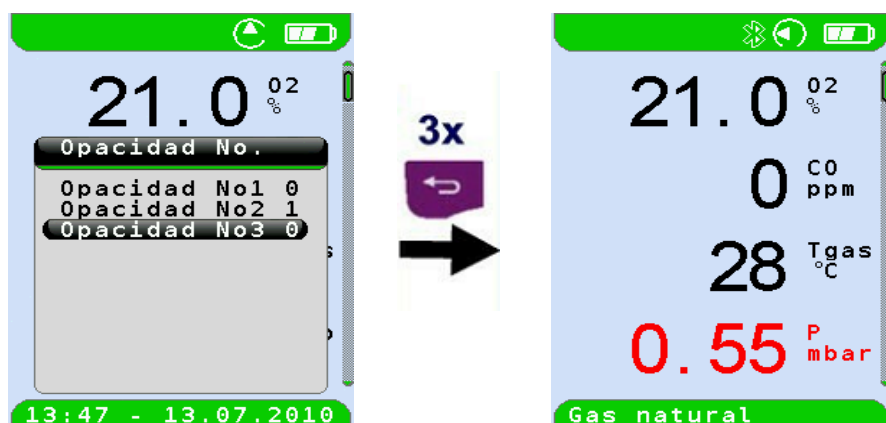 21.0 O2
%
Opacidad No.
Opacidad No1 0
Opacidad No2 1
Opacidad No3 0
13:47 - 13.07.2010
3x
21.0 O2
%
0 CO
ppm
28 Tgas
°C
0.55 P
mbar
Gas natural